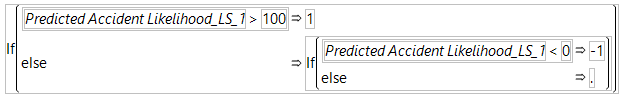 Predicted Accident Likelihood_LS_1 > 100 ⇒ 1
If
Predicted Accident Likelihood_LS_1 < 0 ⇒ -1
else ⇒ If
else ⇒ .